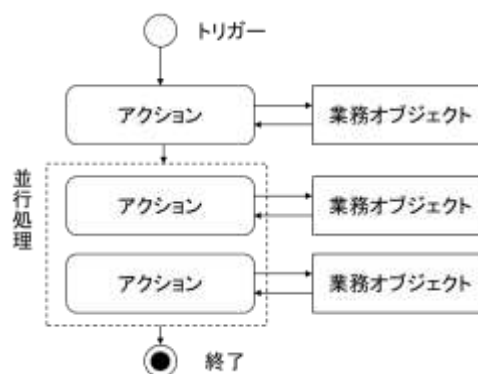 トリガー
アクション
業務オブジェクト
並行処理
アクション
業務オブジェクト
アクション
業務オブジェクト
終了